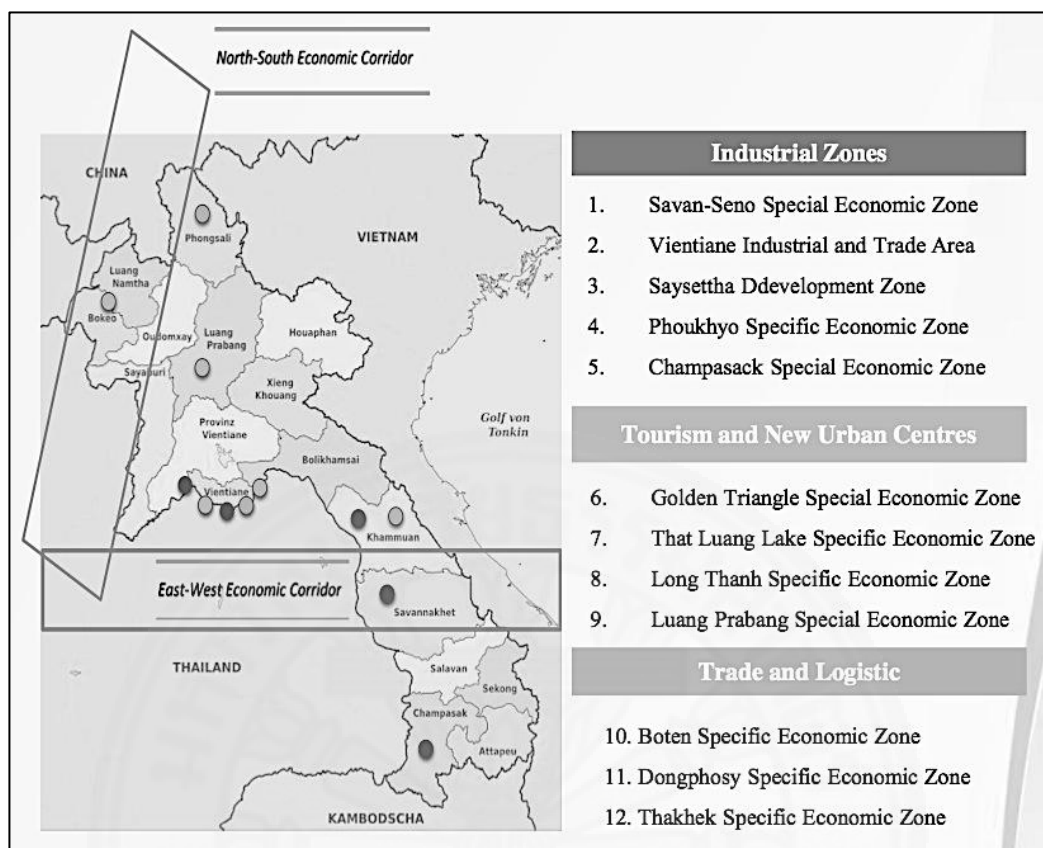 North-South Economic Corridor
CHINA
Phongsali
VIETNAM
Luang
Namtha
Bokeo
Oudomxay
Luang
Prabang
Houaphan
Sayaburi
Xieng
Khouang
Provinz
Vientiane
Golf von
Tonkin
Bolikhamsai
Vientiane
Khammuan
East-West Economic Corridor
Savannakhet
THAILAND
Salavan
Sekong
Champasak
Attapeu
KAMBODSCHA
Industrial Zones
1. Savan-Seno Special Economic Zone
2. Vientiane Industrial and Trade Area
3. Saysettha Ddevelopment Zone
4. Phoukhyo Specific Economic Zone
5. Champasack Special Economic Zone
Tourism and New Urban Centres
6. Golden Triangle Special Economic Zone
7. That Luang Lake Specific Economic Zone
8. Long Thanh Specific Economic Zone
9. Luang Prabang Special Economic Zone
Trade and Logistic
10. Boten Specific Economic Zone
11. Dongphosy Specific Economic Zone
12. Thakhek Specific Economic Zone